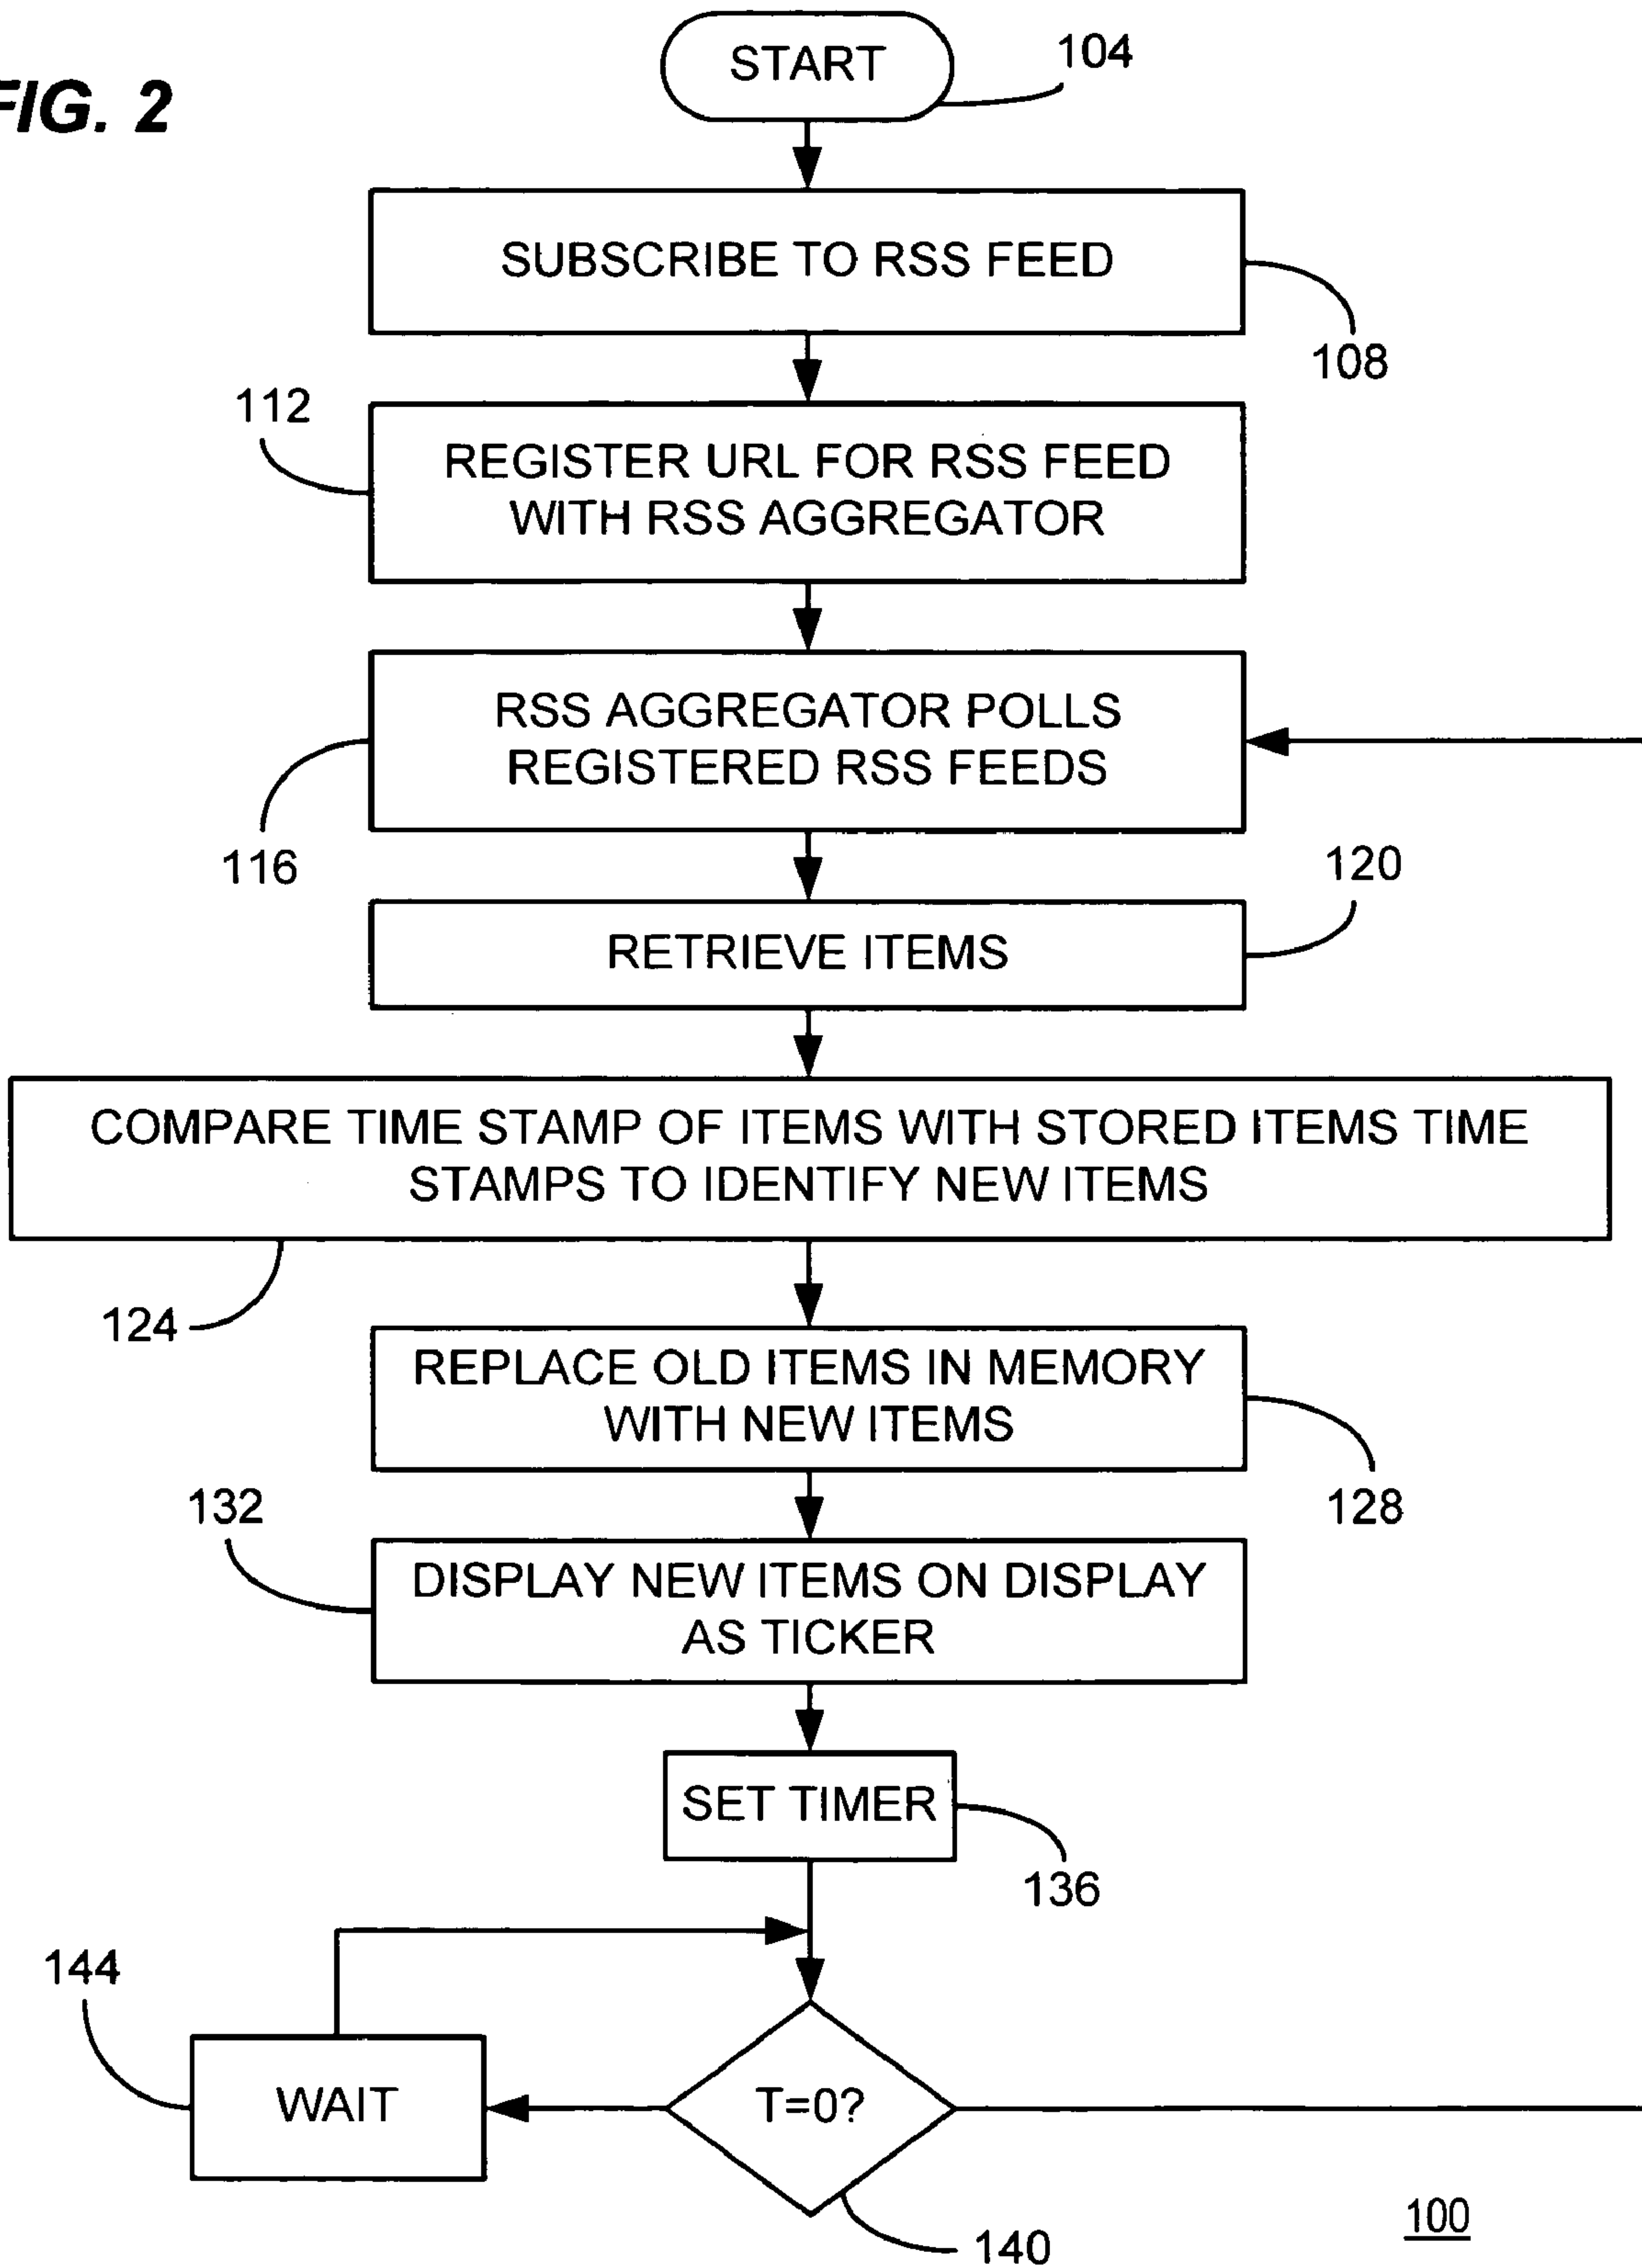 FIG. 2
START
104
SUBSCRIBE TO RSS FEED
108
112
REGISTER URL FOR RSS FEED
WITH RSS AGGREGATOR
RSS AGGREGATOR POLLS
REGISTERED RSS FEEDS
116
120
RETRIEVE ITEMS
COMPARE TIME STAMP OF ITEMS WITH STORED ITEMS TIME
STAMPS TO IDENTIFY NEW ITEMS
124
REPLACE OLD ITEMS IN MEMORY
WITH NEW ITEMS
128
132
DISPLAY NEW ITEMS ON DISPLAY
AS TICKER
SET TIMER
136
144
WAIT
T=0?
140
100